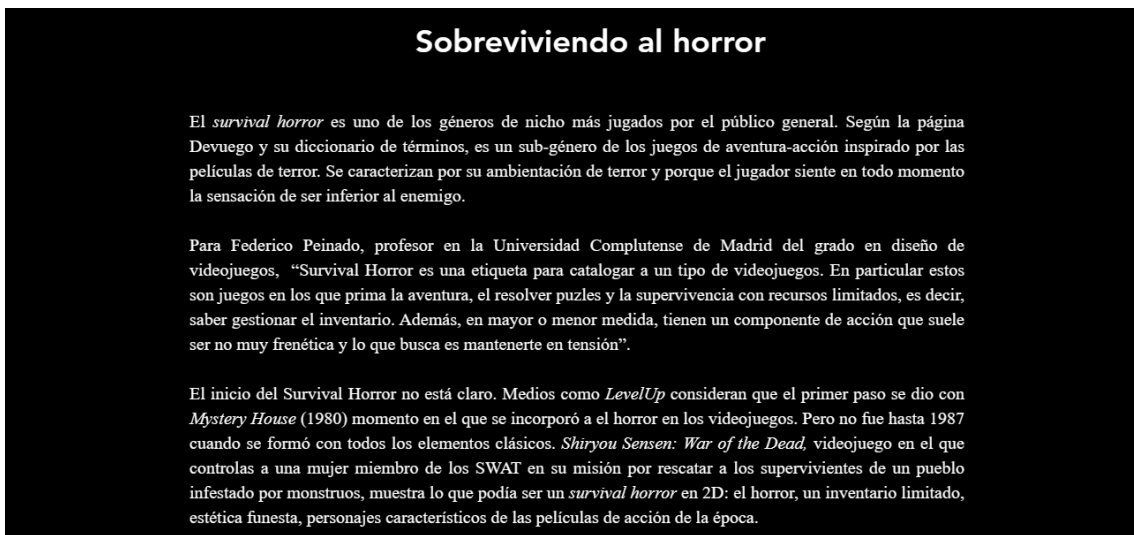 Sobreviviendo al horror
El survival horror es uno de los géneros de nicho más jugados por el público general. Según la página
Devuego y su diccionario de términos, es un sub-género de los juegos de aventura-acción inspirado por las
películas de terror. Se caracterizan por su ambientación de terror y porque el jugador siente en todo momento
la sensación de ser inferior al enemigo.
Para Federico Peinado, profesor en la Universidad Complutense de Madrid del grado en diseño de
videojuegos, “Survival Horror es una etiqueta para catalogar a un tipo de videojuegos. En particular estos
son juegos en los que prima la aventura, el resolver puzles y la supervivencia con recursos limitados, es decir,
saber gestionar el inventario. Además, en mayor o menor medida, tienen un componente de acción que suele
ser no muy frenética y lo que busca es mantenerte en tensión”.
El inicio del Survival Horror no está claro. Medios como LevelUp consideran que el primer paso se dio con
Mystery House (1980) momento en el que se incorporó a el horror en los videojuegos. Pero no fue hasta 1987
cuando se formó con todos los elementos clásicos. Shiryou Sensen: War of the Dead, videojuego en el que
controlas a una mujer miembro de los SWAT en su misión por rescatar a los supervivientes de un pueblo
infestado por monstruos, muestra lo que podía ser un survival horror en 2D: el horror, un inventario limitado,
estética funesta, personajes característicos de las películas de acción de la época.